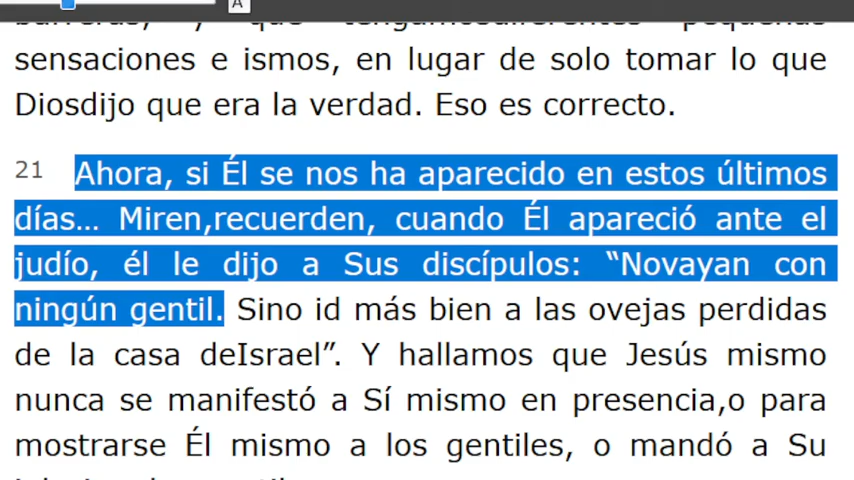 A
barreras, y que tengamosdiferentes pequeñas
sensaciones e ismos, en lugar de solo tomar lo que
Diosdijo que era la verdad. Eso es correcto.
21 Ahora, si Él se nos ha aparecido en estos últimos
días... Miren,recuerden, cuando Él apareció ante el
judío, él le dijo a Sus discípulos: “Novayan con
ningún gentil. Sino id más bien a las ovejas perdidas
de la casa deIsrael”. Y hallamos que Jesús mismo
nunca se manifestó a Sí mismo en presencia,o para
mostrarse Él mismo a los gentiles, o mandó a Su